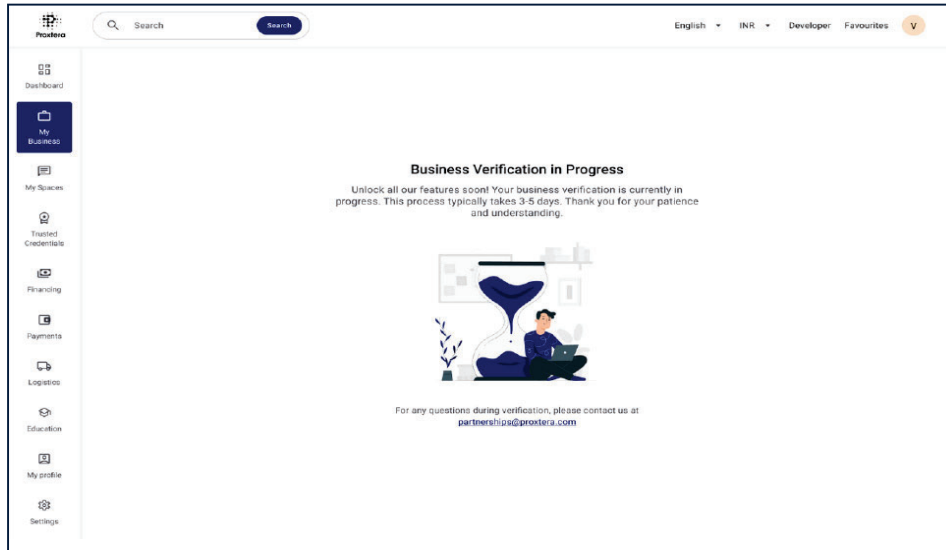 Proxtera
Search
Search
English
INR
Developer
Favourites
V
Dashboard
My
Business
My Spaces
Trusted
Credentials
Financing
Payments
Logistics
Education
My profile
Settings
Business Verification in Progress
Unlock all our features soon! Your business verification is currently in
progress. This process typically takes 3-5 days. Thank you for your patience
and understanding.
For any questions during verification, please contact us at
partnerships@proxtera.com